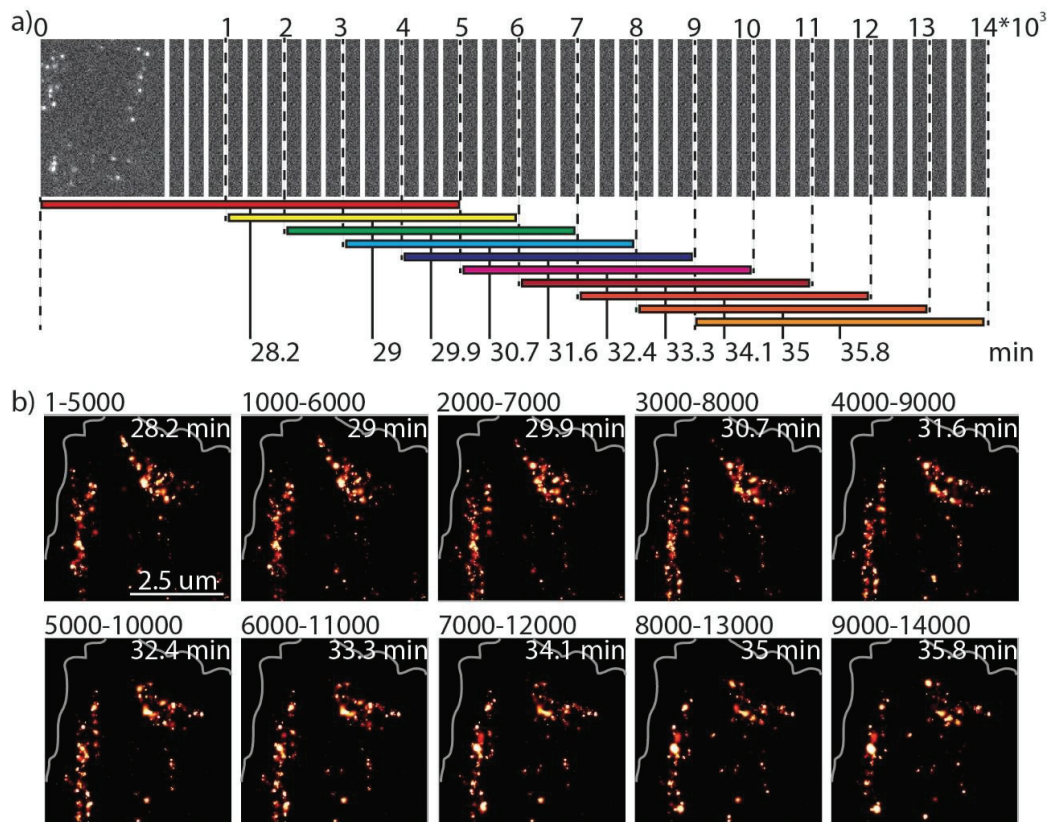 a)
0 1 2 3 4 5 6 7 8 9 10 11 12 13 14*10³
28.2 29 29.9 30.7 31.6 32.4 33.3 34.1 35 35.8 min
b)
1-5000 1000-6000 2000-7000 3000-8000 4000-9000
28.2 min 29 min 29.9 min 30.7 min 31.6 min
2.5 um
5000-10000 6000-11000 7000-12000 8000-13000 9000-14000
32.4 min 33.3 min 34.1 min 35 min 35.8 min